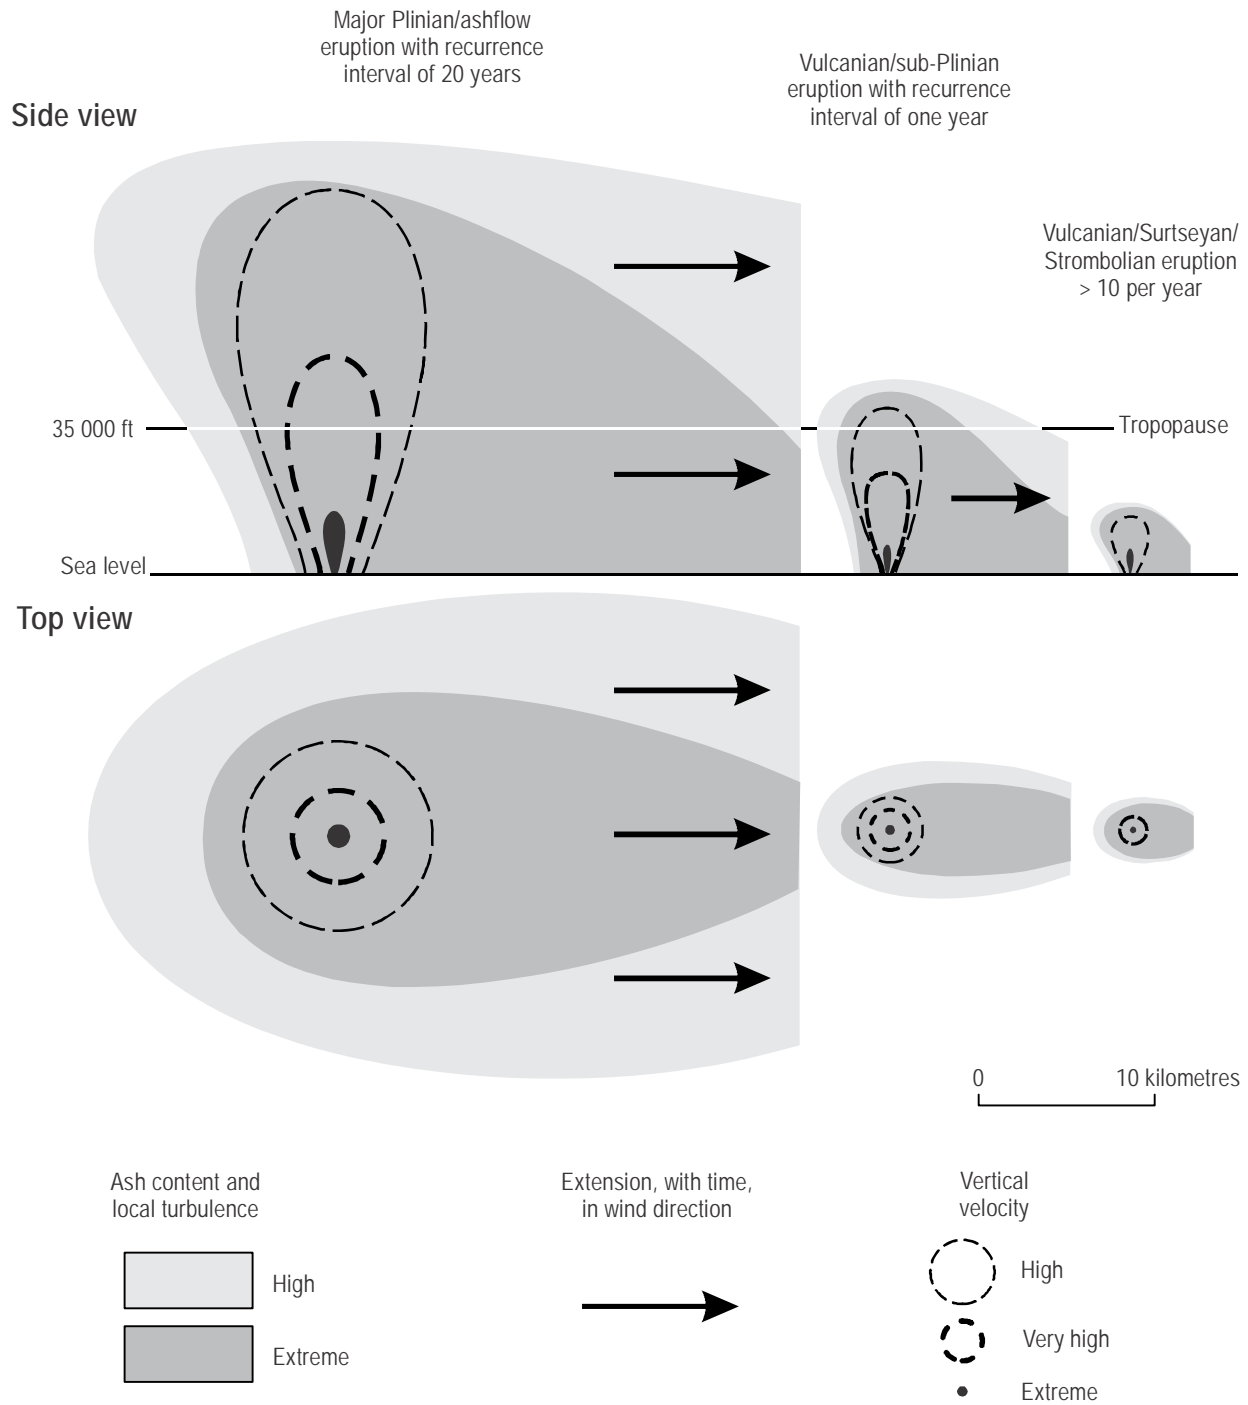 Major Plinian/ashflow
eruption with recurrence
interval of 20 years
Vulcanian/sub-Plinian
eruption with recurrence
interval of one year
Side view
Vulcanian/Surtseyan/
Strombolian eruption
> 10 per year
35 000 ft
Tropopause
Sea level
Top view
0
10 kilometres
Ash content and
local turbulence
High
Extreme
Extension, with time,
in wind direction
Vertical
velocity
High
Very high
Extreme